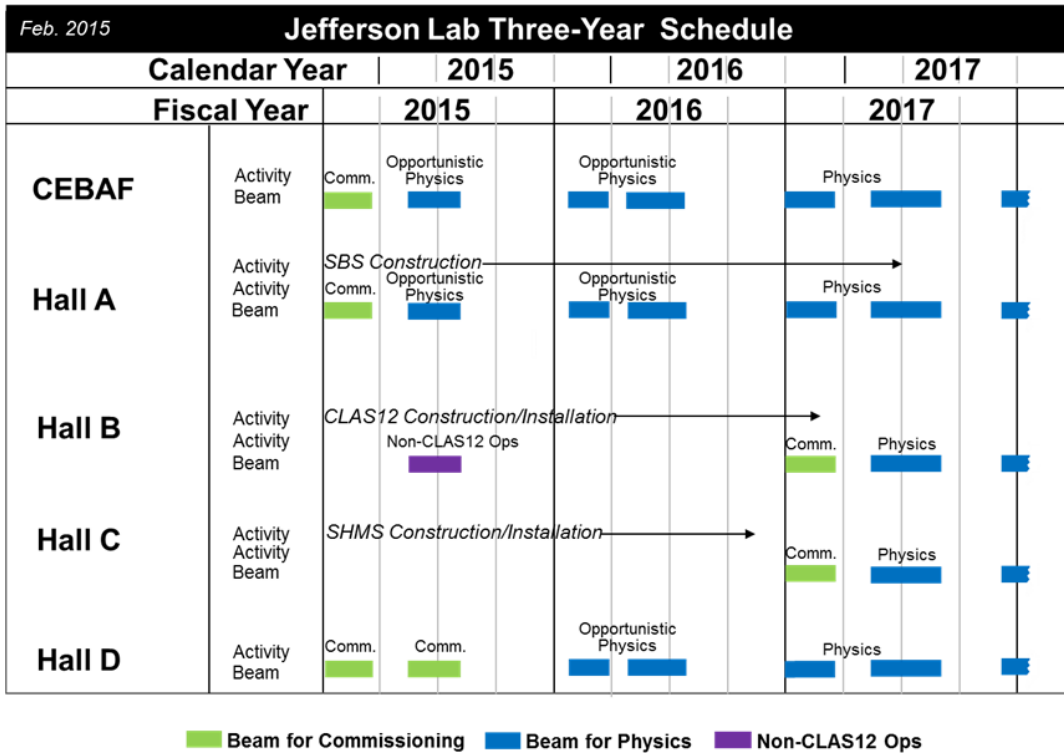 Feb. 2015
Jefferson Lab Three-Year Schedule
Calendar Year 2015 2016 2017
Fiscal Year 2015 2016 2017
CEBAF
Activity Comm. Opportunistic Physics Opportunistic Physics Physics
Beam
Hall A
Activity SBS Construction
Activity Comm. Opportunistic Physics Opportunistic Physics Physics
Beam
Hall B
Activity CLAS12 Construction/Installation
Activity Non-CLAS12 Ops Comm. Physics
Beam
Hall C
Activity SHMS Construction/Installation
Activity Comm. Physics
Beam
Hall D
Activity Comm. Comm. Opportunistic Physics Physics
Beam
Beam for Commissioning Beam for Physics Non-CLAS12 Ops